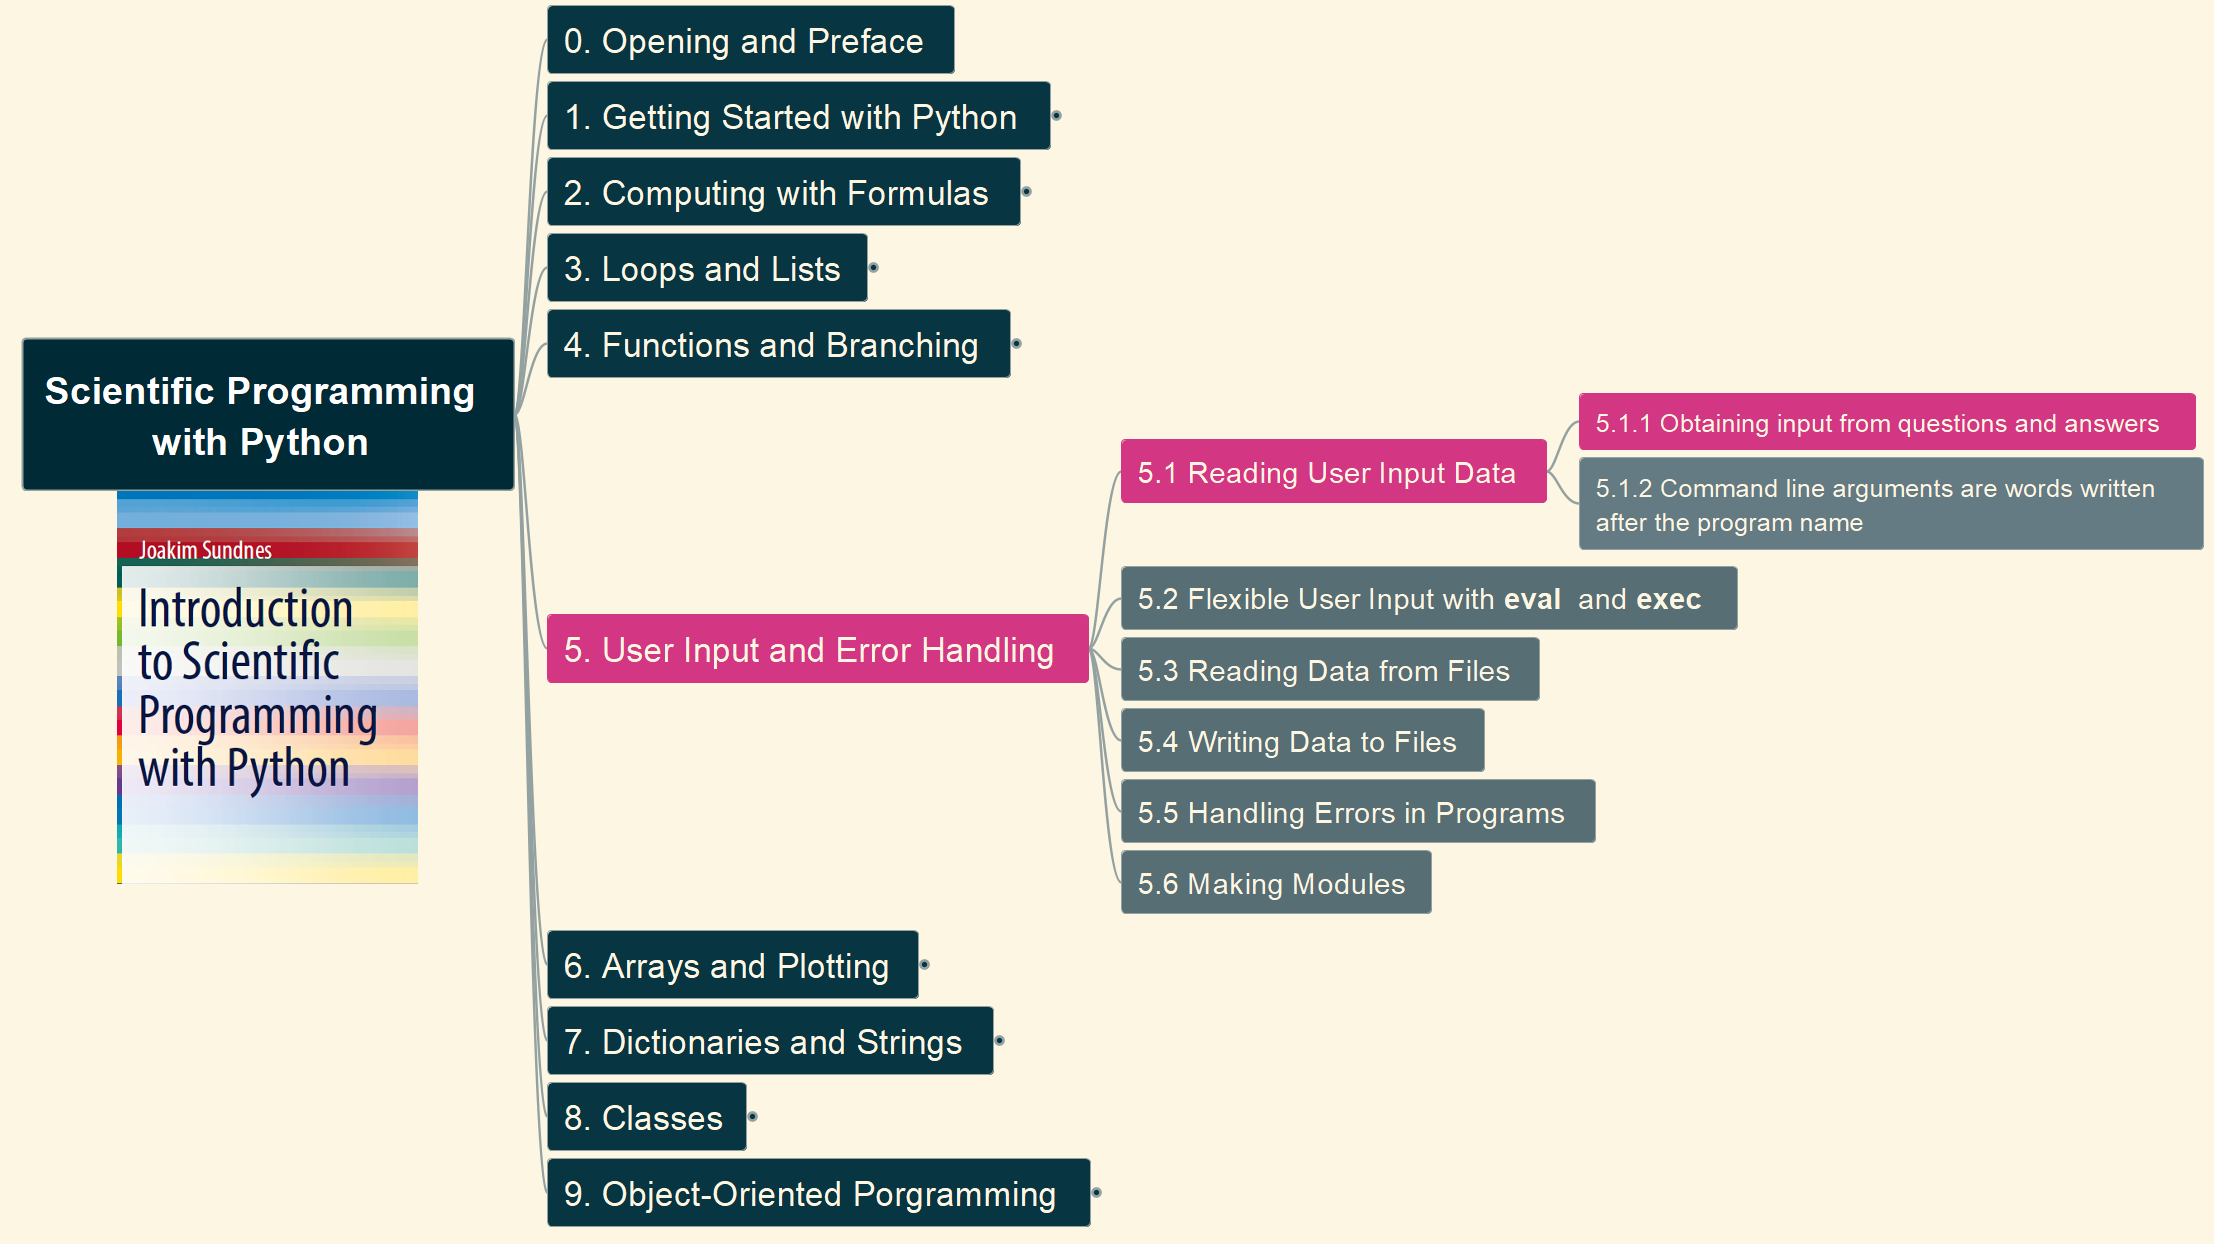 0. Opening and Preface
1. Getting Started with Python
2. Computing with Formulas
3. Loops and Lists
4. Functions and Branching
Scientific Programming
with Python
Joakim Sundnes
Introduction
to Scientific
Programming
with Python
5. User Input and Error Handling
5.1 Reading User Input Data
5.1.1 Obtaining input from questions and answers
5.1.2 Command line arguments are words written
after the program name
5.2 Flexible User Input with eval and exec
5.3 Reading Data from Files
5.4 Writing Data to Files
5.5 Handling Errors in Programs
5.6 Making Modules
6. Arrays and Plotting
7. Dictionaries and Strings
8. Classes
9. Object-Oriented Porgramming